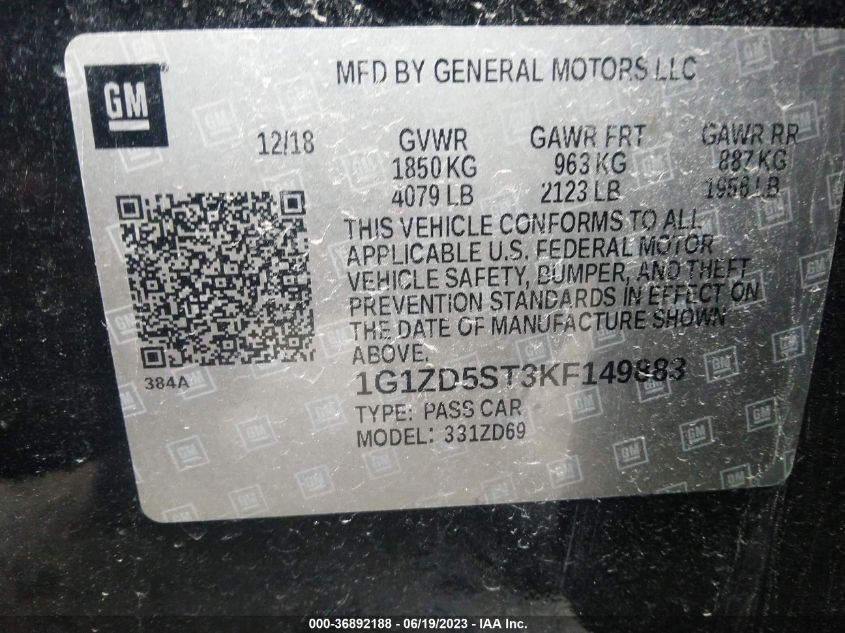 GM
MFD BY GENERAL MOTORS LLC
12/18 GVWR GAWR FRT GAWR RR
1850 KG 963 KG 887 KG
4079 LB 2123 LB 1956 LB
THIS VEHICLE CONFORMS TO ALL
APPLICABLE U.S. FEDERAL MOTOR
VEHICLE SAFETY, BUMPER, AND THEFT
PREVENTION STANDARDS IN EFFECT ON
THE DATE OF MANUFACTURE SHOWN
ABOVE.
384A
1G1ZD5ST3KF149883
TYPE: PASS CAR
MODEL: 331ZD69
000-36892188 - 06/19/2023 - IAA Inc.